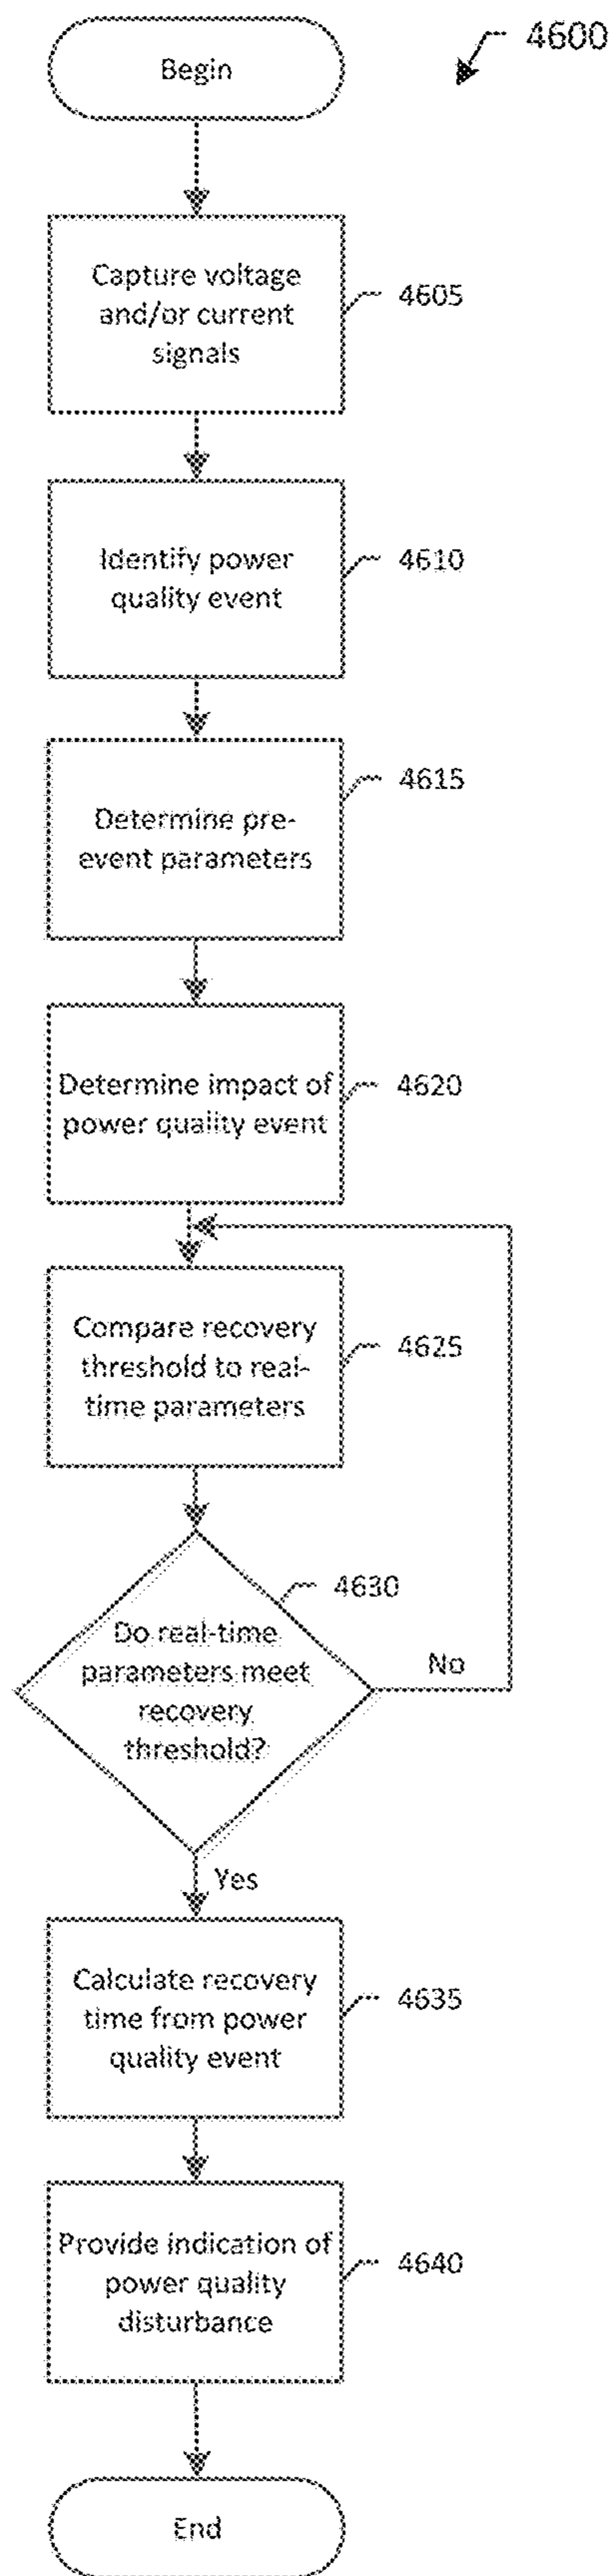 4600
Begin
Capture voltage
and/or current
signals
4605
Identify power
quality event
4610
Determine pre-
event parameters
4615
Determine impact of
power quality event
4620
Compare recovery
threshold to real-
time parameters
4625
4630
Do real-time
parameters meet
recovery
threshold?
No
Yes
Calculate recovery
time from power
quality event
4635
Provide indication of
power quality
disturbance
4640
End